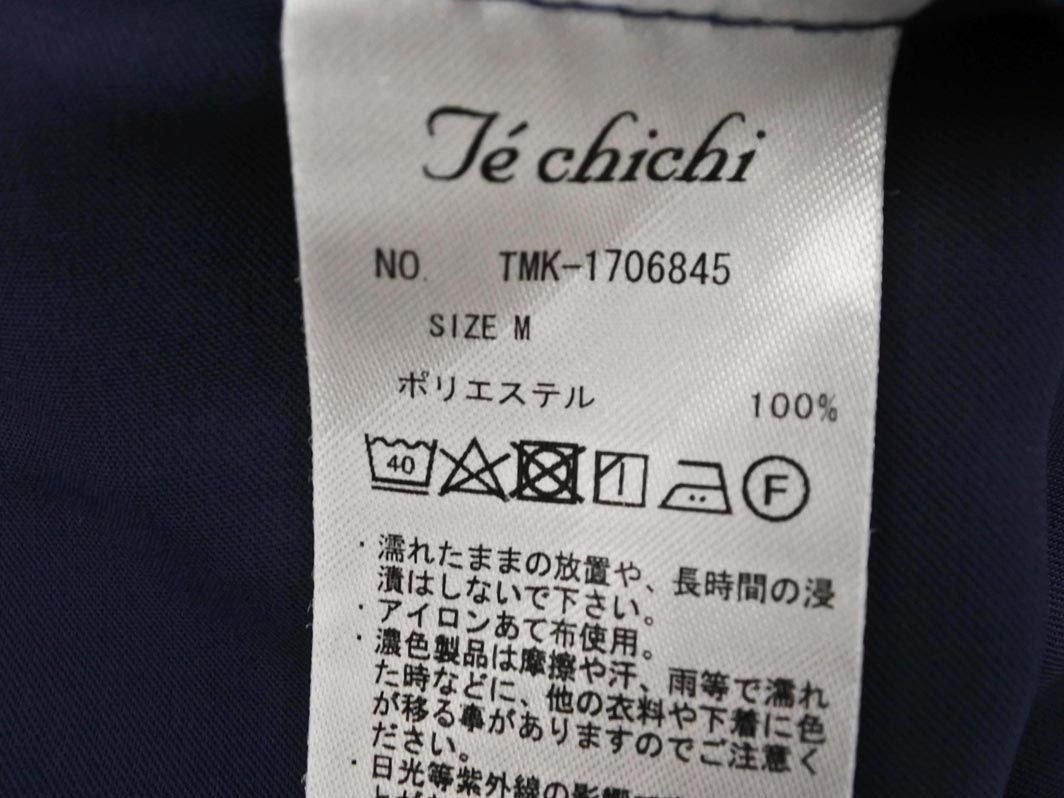 Té chichi
NO. TMK-1706845
SIZE M
ポリエステル 100%
40
F
・濡れたままの放置や、長時間の浸
漬はしないで下さい。
・アイロンあて布使用。
・濃色製品は摩擦や汗、雨等で濡れ
た時などに、他の衣料や下着に色
が移る事がありますのでご注意く
ださい。
・日光等紫外線の影響